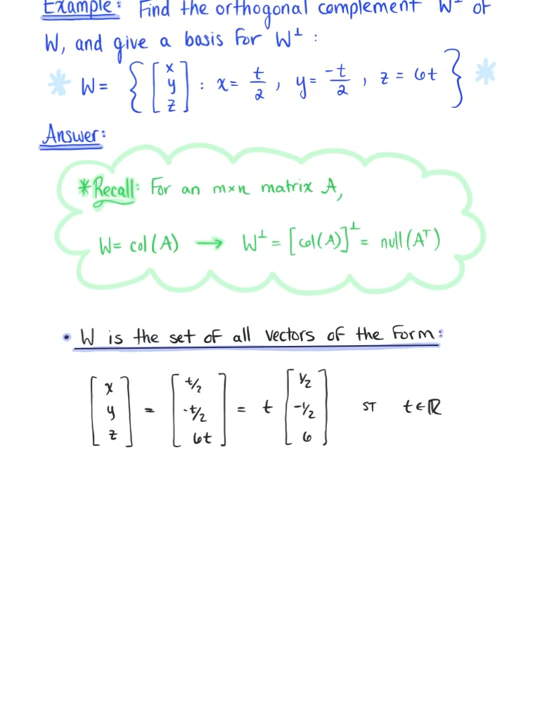 Example: Find the orthogonal complement W⊥ of
W, and give a basis for W⊥ :
* W = { [x y z] : x = t/2 , y = -t/2 , z = 6t } *
Answer:
*Recall: For an m×n matrix A,
W = col(A) → W⊥ = [col(A)]⊥ = null(Aᵀ)
• W is the set of all vectors of the form:
[x y z] = [t/2 -t/2 6t] = t [1/2 -1/2 6] ST t∈ℝ